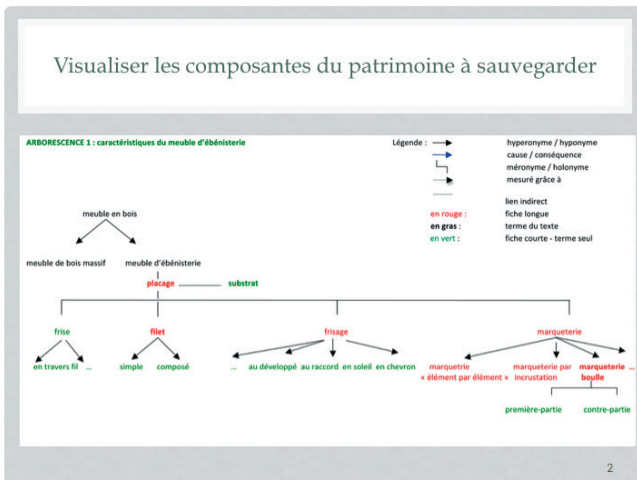 Visualiser les composantes du patrimoine à sauvegarder
ARBORESCENCE 1 : caractéristiques du meuble d'ébénisterie
Légende :
hyperonyme / hyponyme
cause / conséquence
méronyme / holonyme
mesuré grâce à
lien indirect
en rouge : fiche longue
en gras : terme du texte
en vert : fiche courte - terme seul
meuble en bois
meuble de bois massif meuble d'ébénisterie
placage substrat
frise filet frisage marqueterie
en travers fil ... simple composé ... au développé au raccord en soleil en chevron marquetrie marqueterie par marqueterie ...
« élément par élément » incrustation boulle
première-partie contre-partie
2